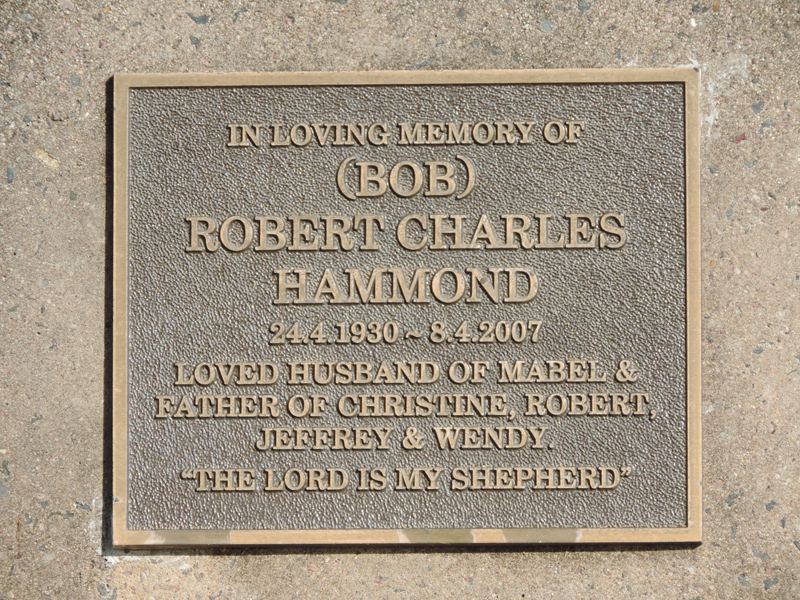 IN LOVING MEMORY OF
(BOB)
ROBERT CHARLES
HAMMOND
24.4.1930 ~ 8.4.2007
LOVED HUSBAND OF MABEL &
FATHER OF CHRISTINE, ROBERT,
JEFFREY & WENDY.
"THE LORD IS MY SHEPHERD"